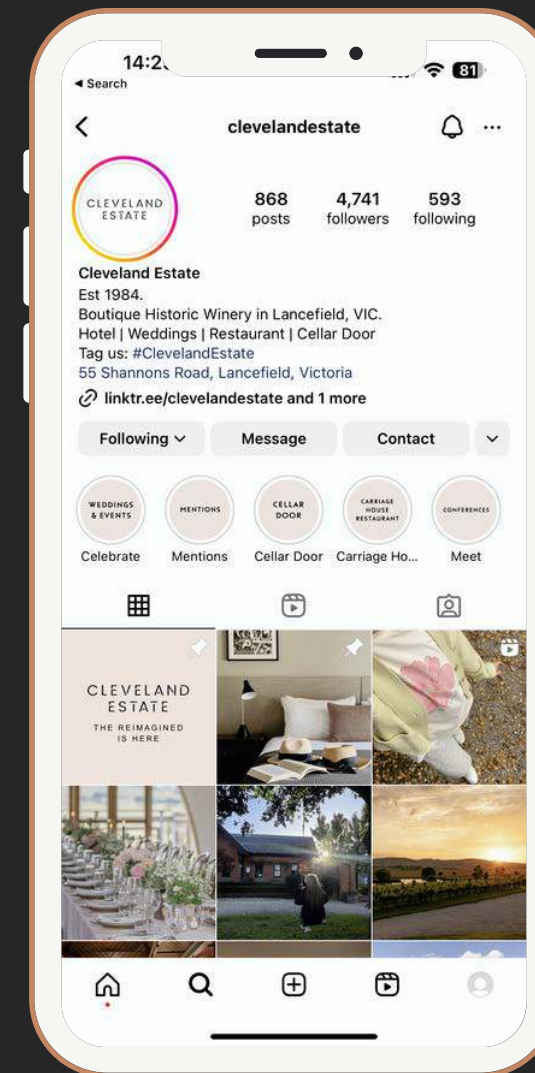 14:2
81
◂ Search
clevelandestate
CLEVELAND
ESTATE
868
posts
4,741
followers
593
following
Cleveland Estate
Est 1984.
Boutique Historic Winery in Lancefield, VIC.
Hotel | Weddings | Restaurant | Cellar Door
Tag us: #ClevelandEstate
55 Shannons Road, Lancefield, Victoria
linktr.ee/clevelandestate and 1 more
Following
Message
Contact
WEDDINGS
& EVENTS
MENTIONS
CELLAR
DOOR
CARRIAGE
HOUSE
RESTAURANT
CONFERENCES
Celebrate
Mentions
Cellar Door
Carriage Ho...
Meet
CLEVELAND
ESTATE
THE REIMAGINED
IS HERE